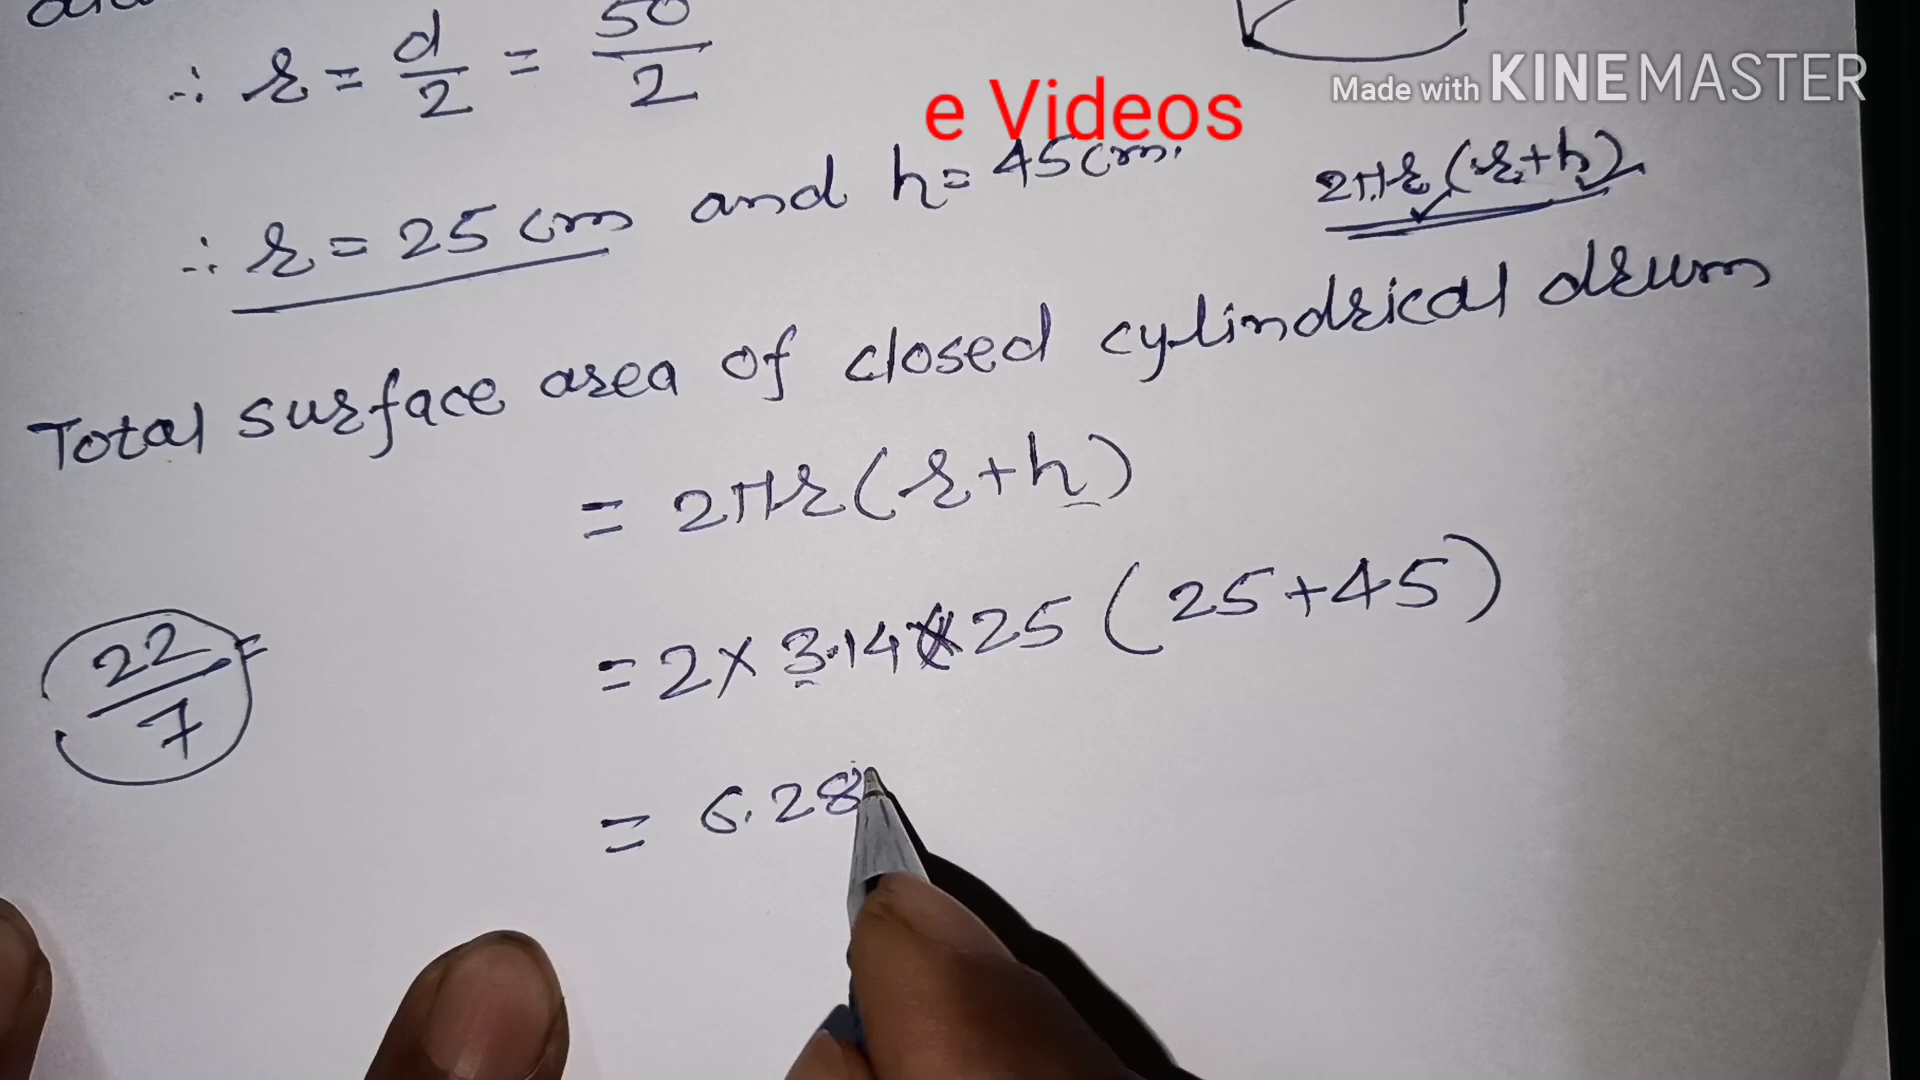 ∴ r = d/2 = 50/2
Made with KINEMASTER
e Videos
∴ r = 25 cm and h = 45 cm.
2πr (r+h)
Total surface area of closed cylindrical drum
= 2πr (r+h)
= 2 × 3.14 × 25 (25+45)
22/7 =
= 6.28